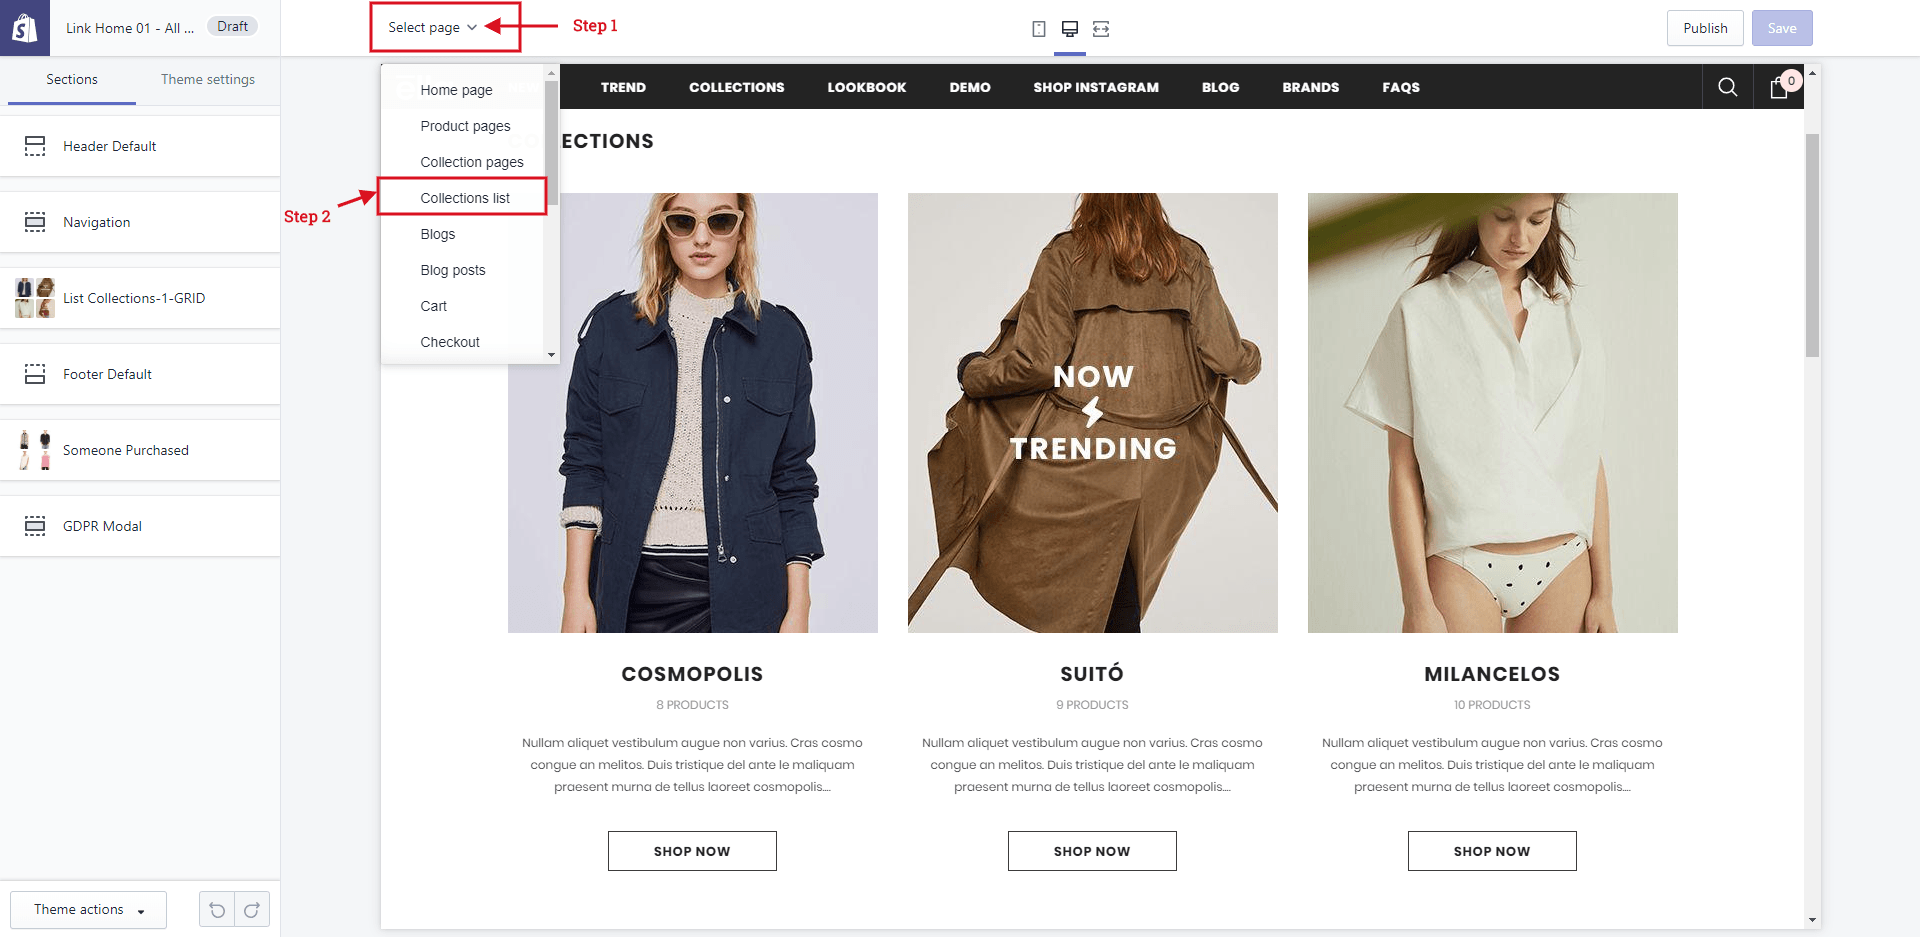 Link Home 01 - All ...
Draft
Select page
Step 1
Publish
Save
Sections
Theme settings
Header Default
Navigation
List Collections-1-GRID
Footer Default
Someone Purchased
GDPR Modal
Theme actions
Home page
Product pages
Collection pages
Collections list
Blogs
Blog posts
Cart
Checkout
Step 2
TREND
COLLECTIONS
LOOKBOOK
DEMO
SHOP INSTAGRAM
BLOG
BRANDS
FAQS
0
ECTIONS
NOW
TRENDING
COSMOPOLIS
8 PRODUCTS
Nullam aliquet vestibulum augue non varius. Cras cosmo
congue an melitos. Duis tristique del ante le maliquam
praesent murna de tellus laoreet cosmopolis....
SHOP NOW
SUITÓ
9 PRODUCTS
Nullam aliquet vestibulum augue non varius. Cras cosmo
congue an melitos. Duis tristique del ante le maliquam
praesent murna de tellus laoreet cosmopolis....
SHOP NOW
MILANCELOS
10 PRODUCTS
Nullam aliquet vestibulum augue non varius. Cras cosmo
congue an melitos. Duis tristique del ante le maliquam
praesent murna de tellus laoreet cosmopolis....
SHOP NOW